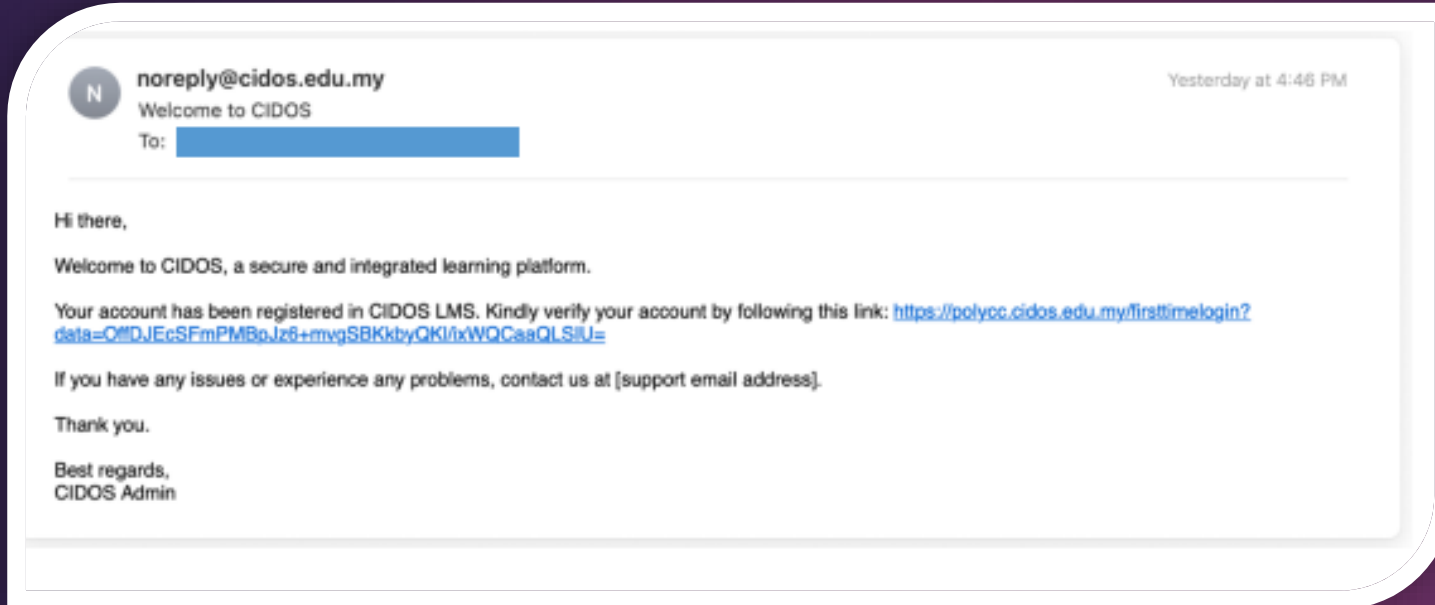 N
noreply@cidos.edu.my
Yesterday at 4:46 PM
Welcome to CIDOS
To:
Hi there,
Welcome to CIDOS, a secure and integrated learning platform.
Your account has been registered in CIDOS LMS. Kindly verify your account by following this link: https://polycc.cidos.edu.my/firsttimelogin?
If you have any issues or experience any problems, contact us at [support email address].
Thank you.
Best regards,
CIDOS Admin